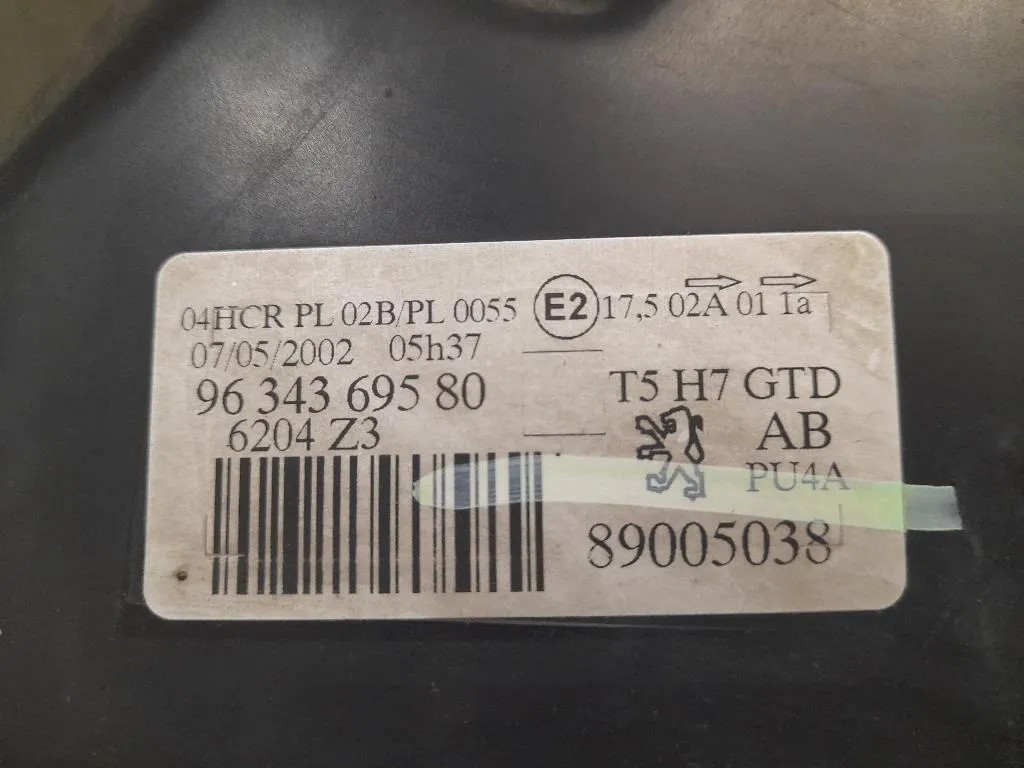 04HCR PL 02B/PL 0055 E2 17,5 02A 01 1a
07/05/2002 05h37
96 343 695 80 T5 H7 GTD
6204 Z3 AB
PU4A
89005038